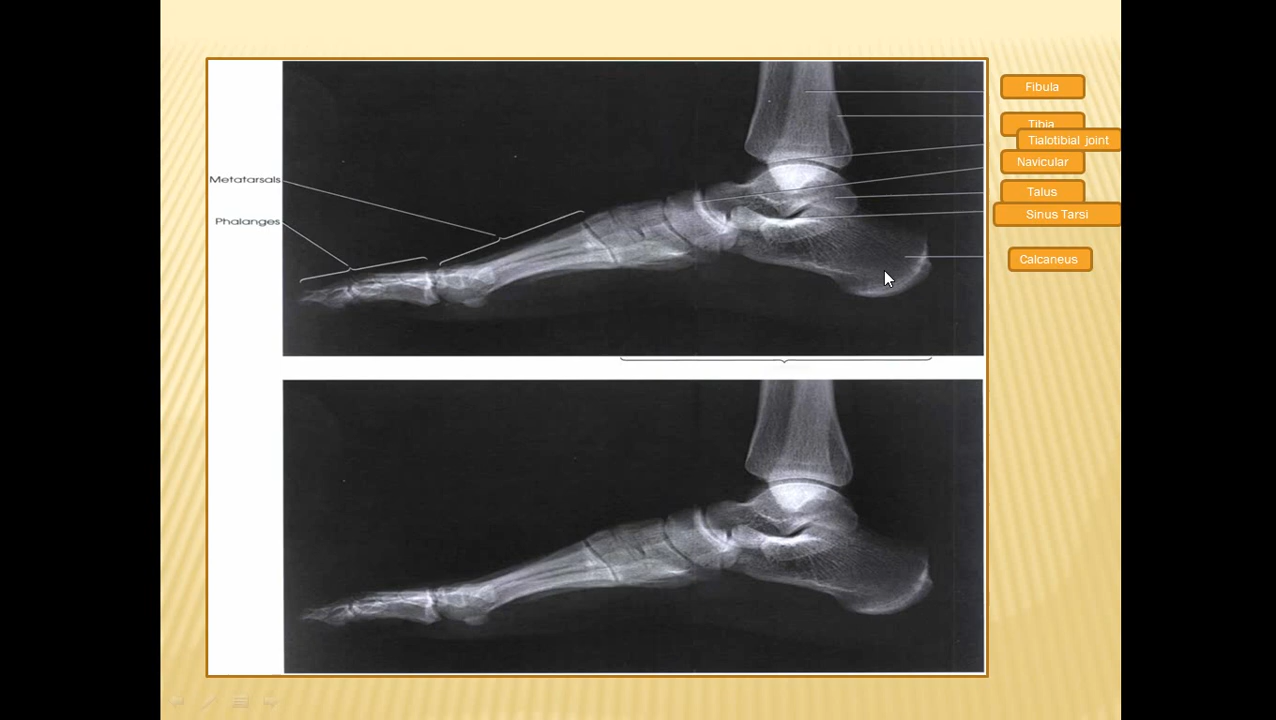 Metatarsals
Phalanges
Fibula
Tibia
Tialotibial joint
Navicular
Talus
Sinus Tarsi
Calcaneus